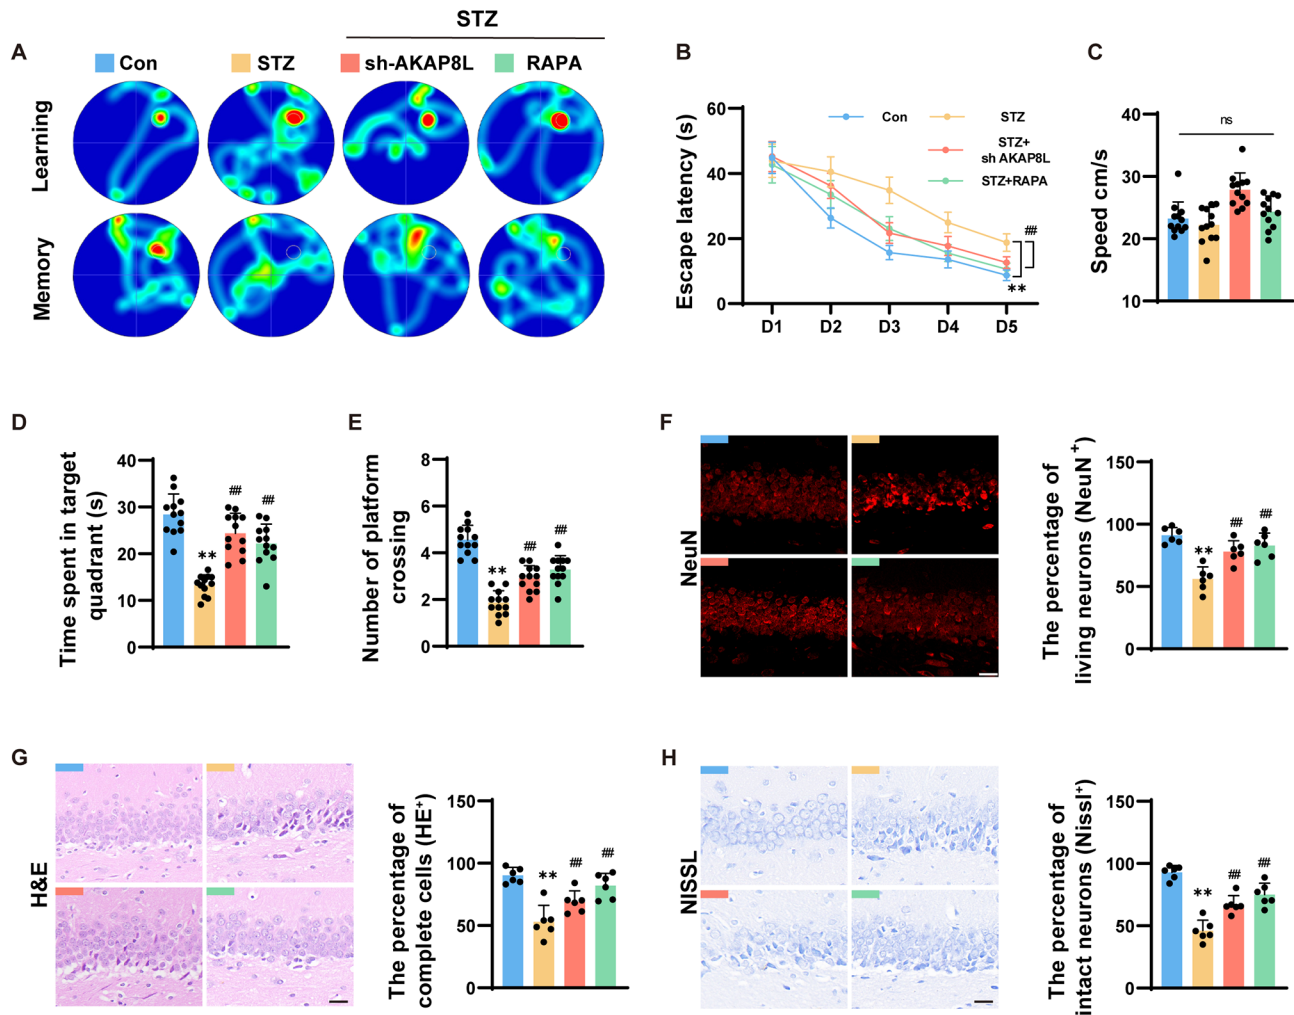 STZ
A
Con
STZ
sh-AKAP8L
RAPA
Learning
Memory
B
Escape latency (s)
60
40
20
0
D1 D2 D3 D4 D5
Con
STZ
STZ+
sh AKAP8L
STZ+RAPA
##
**
C
Speed cm/s
40
30
20
10
ns
D
Time spent in target
quadrant (s)
40
30
20
10
0
**
##
##
E
Number of platform
crossing
8
6
4
2
0
**
##
##
F
NeuN
The percentage of
living neurons (NeuN +)
150
100
50
0
**
##
##
G
H&E
The percentage of
complete cells (HE+)
150
100
50
0
**
##
##
H
NISSL
The percentage of
intact neurons (Nissl+)
150
100
50
0
**
##
##